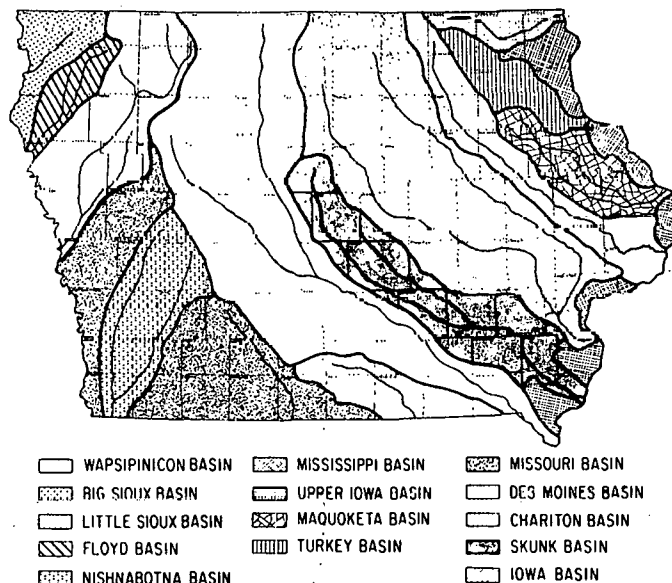 WAPSIPINICON BASIN
BIG SIOUX BASIN
LITTLE SIOUX BASIN
FLOYD BASIN
NISHNABOTNA BASIN
MISSISSIPPI BASIN
UPPER IOWA BASIN
MAQUOKETA BASIN
TURKEY BASIN
MISSOURI BASIN
DES MOINES BASIN
CHARITON BASIN
SKUNK BASIN
IOWA BASIN